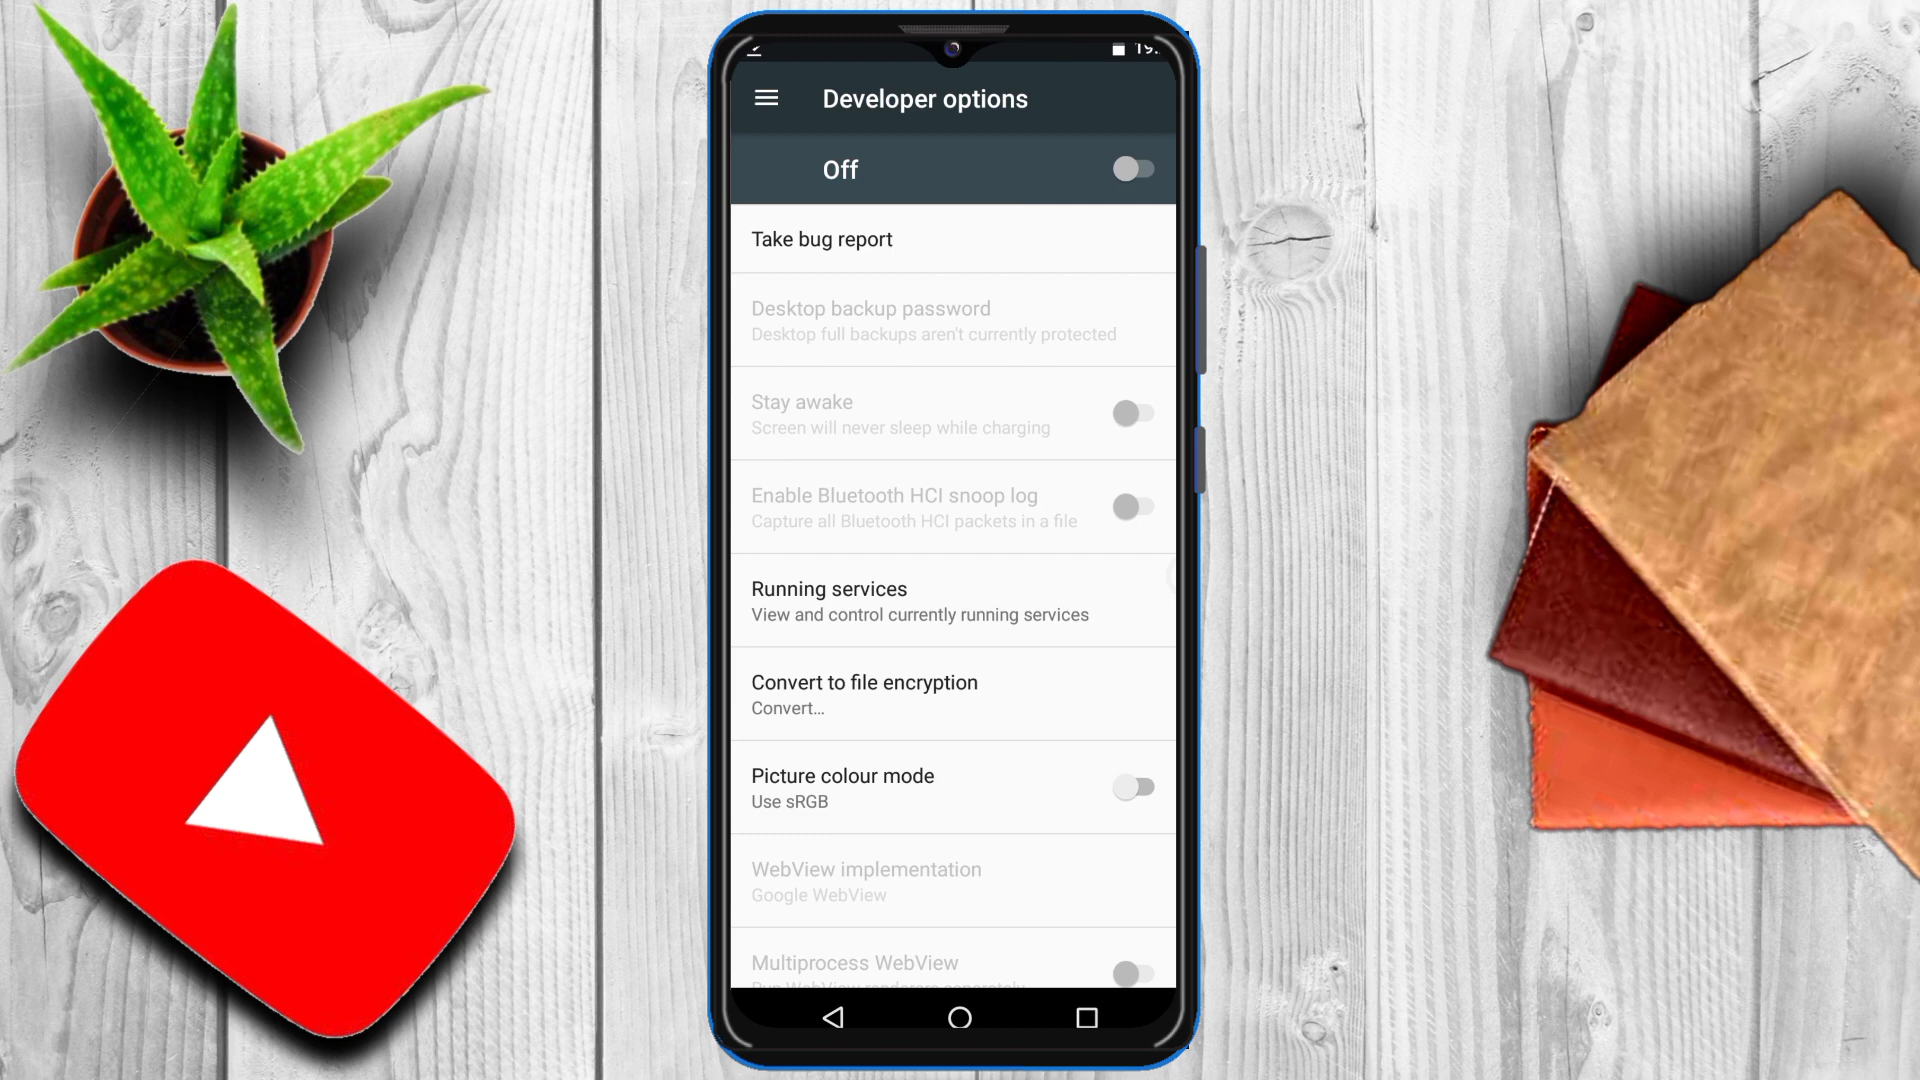 Developer options
Off
Take bug report
Desktop backup password
Desktop full backups aren't currently protected
Stay awake
Screen will never sleep while charging
Enable Bluetooth HCI snoop log
Capture all Bluetooth HCI packets in a file
Running services
View and control currently running services
Convert to file encryption
Convert...
Picture colour mode
Use sRGB
WebView implementation
Google WebView
Multiprocess WebView